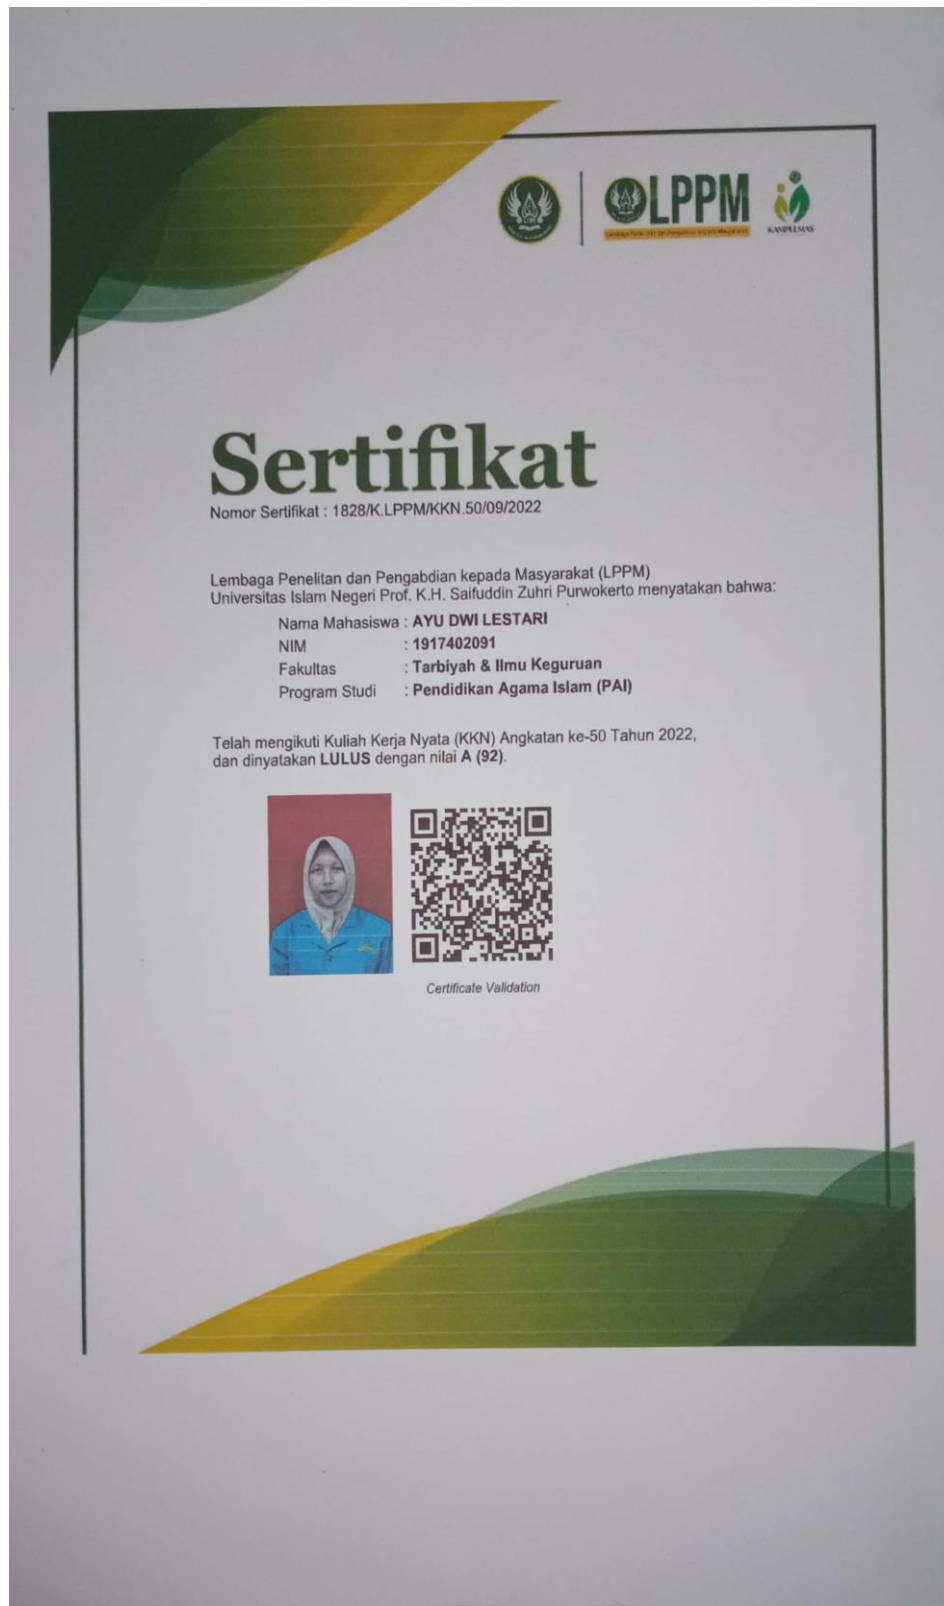 LPPM
KAMPELMAS
Sertifikat
Nomor Sertifikat : 1828/K.LPPM/KKN.50/09/2022
Lembaga Penelitan dan Pengabdian kepada Masyarakat (LPPM)
Universitas Islam Negeri Prof. K.H. Saifuddin Zuhri Purwokerto menyatakan bahwa:
Nama Mahasiswa : AYU DWI LESTARI
NIM : 1917402091
Fakultas : Tarbiyah & Ilmu Keguruan
Program Studi : Pendidikan Agama Islam (PAI)
Telah mengikuti Kuliah Kerja Nyata (KKN) Angkatan ke-50 Tahun 2022,
dan dinyatakan LULUS dengan nilai A (92).
Certificate Validation